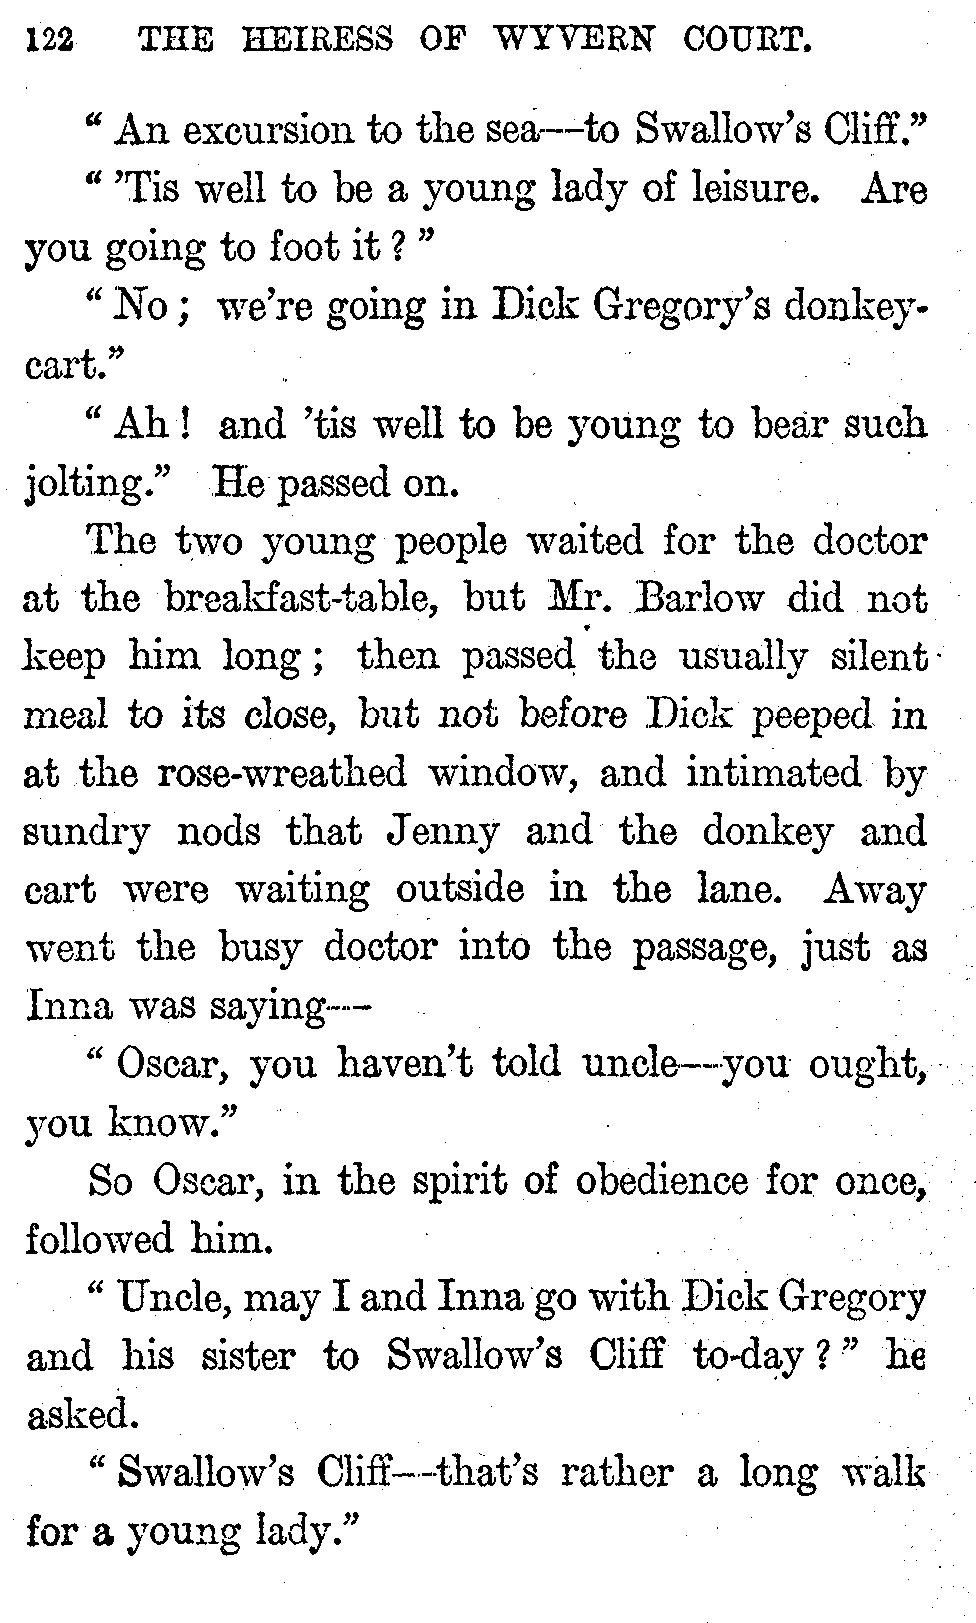 122 THE HEIRESS OF WYVERN COURT.
“ An excursion to the sea—to Swallow’s Cliff.”
“ ’Tis well to be a young lady of leisure. Are
you going to foot it ? ”
“ No ; we’re going in Dick Gregory’s donkey-
cart.”
“ Ah ! and ’tis well to be young to bear such
jolting.” He passed on.
The two young people waited for the doctor
at the breakfast-table, but Mr. Barlow did not
keep him long ; then passed the usually silent
meal to its close, but not before Dick peeped in
at the rose-wreathed window, and intimated by
sundry nods that Jenny and the donkey and
cart were waiting outside in the lane. Away
went the busy doctor into the passage, just as
Inna was saying—
“ Oscar, you haven’t told uncle—you ought,
you know.”
So Oscar, in the spirit of obedience for once,
followed him.
“ Uncle, may I and Inna go with Dick Gregory
and his sister to Swallow’s Cliff to-day ? ” he
asked.
“ Swallow’s Cliff—that’s rather a long walk
for a young lady.”